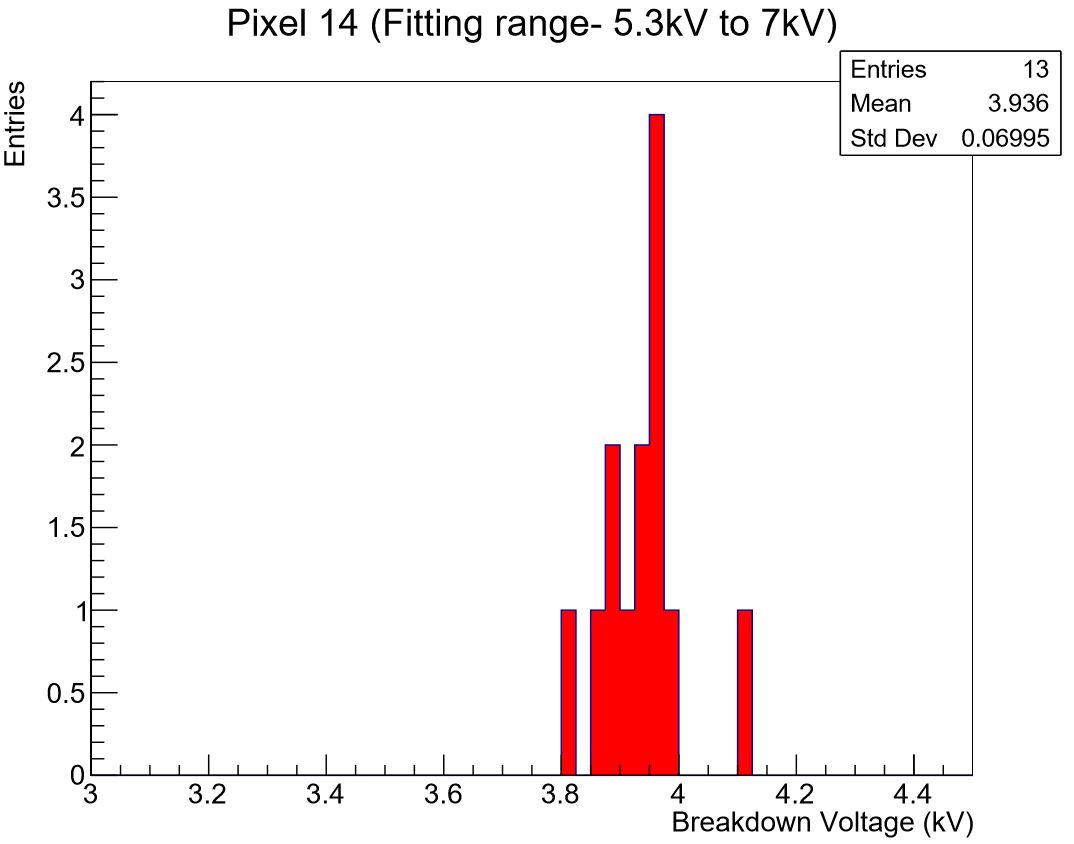 Pixel 14 (Fitting range- 5.3kV to 7kV)
Entries 13
Mean 3.936
Std Dev 0.06995
Entries
4
3.5
3
2.5
2
1.5
1
0.5
0
3 3.2 3.4 3.6 3.8 4 4.2 4.4
Breakdown Voltage (kV)